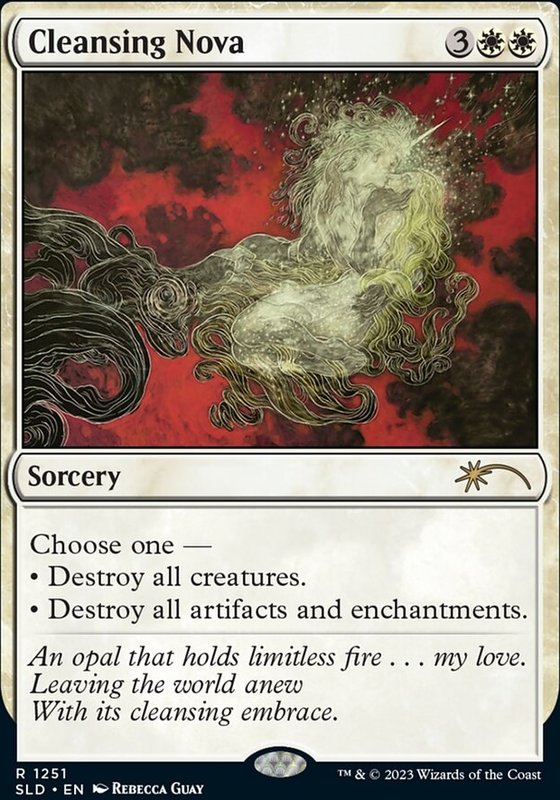 Cleansing Nova 3
Sorcery
Choose one —
• Destroy all creatures.
• Destroy all artifacts and enchantments.
An opal that holds limitless fire . . . my love.
Leaving the world anew
With its cleansing embrace.
R 1251
SLD • EN Rebecca Guay
™ & © 2023 Wizards of the Coast